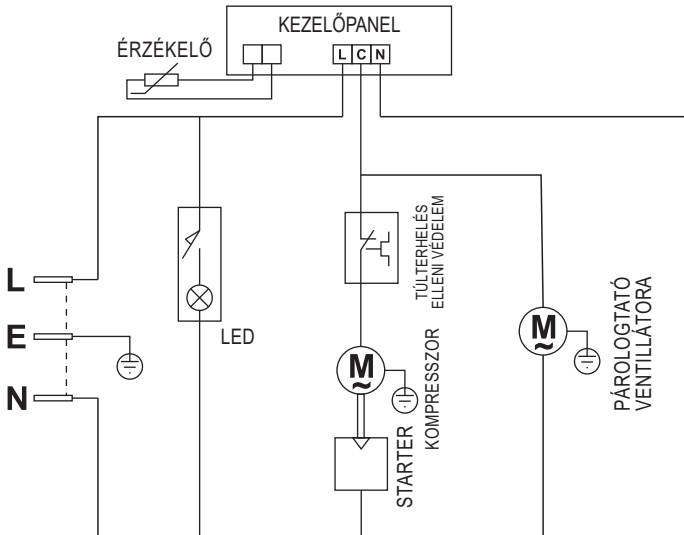 KEZELŐPANEL
ÉRZÉKELŐ
L C N
TÚLTERHELÉS
ELLENI VÉDELEM
L
LED
E
N
M
~
KOMPRESSZOR
STARTER
M
~
PÁROLOGTATÓ
VENTILLÁTORA